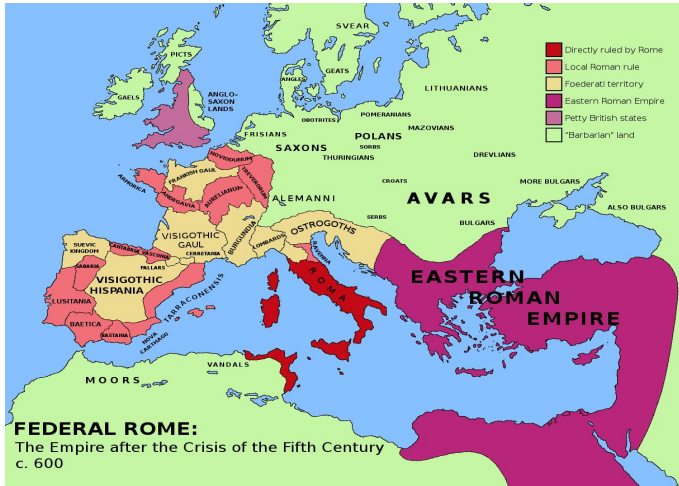 SVEAR
PICTS
GEATS
ANGLES
GAELS
ANGLO-
SAXON
LANDS
Directly ruled by Rome
Local Roman rule
Foederati territory
Eastern Roman Empire
Petty British states
"Barbarian" land
LITHUANIANS
OBOTRITES
POMERANIANS
FRISIANS
POLANS
MAZOVIANS
SAXONS
SORBS
THURINGIANS
DREVLIANS
NOVIODUNUM
FRANKISH GAUL
TREVERORUM
ARMORICA
ANDEGAVIA
AURELIANUM
ALEMANNI
CROATS
AVARS
MORE BULGARS
ALSO BULGARS
SERBS
BULGARS
OSTROGOTHS
LOMBARDS
BURGUNDIA
VISIGOTHIC
GAUL
CERRETANIA
RAVENNA
SUEVIC
KINGDOM
CANTABRIA
VASCONIA
SABARIA
PALLARS
VISIGOTHIC
HISPANIA
LUSITANIA
TARRACONENSIS
BAETICA
BASTANIA
NOVA
CARTHAGO
ROMA
EASTERN
ROMAN
EMPIRE
VANDALS
MOORS
FEDERAL ROME:
The Empire after the Crisis of the Fifth Century
c. 600